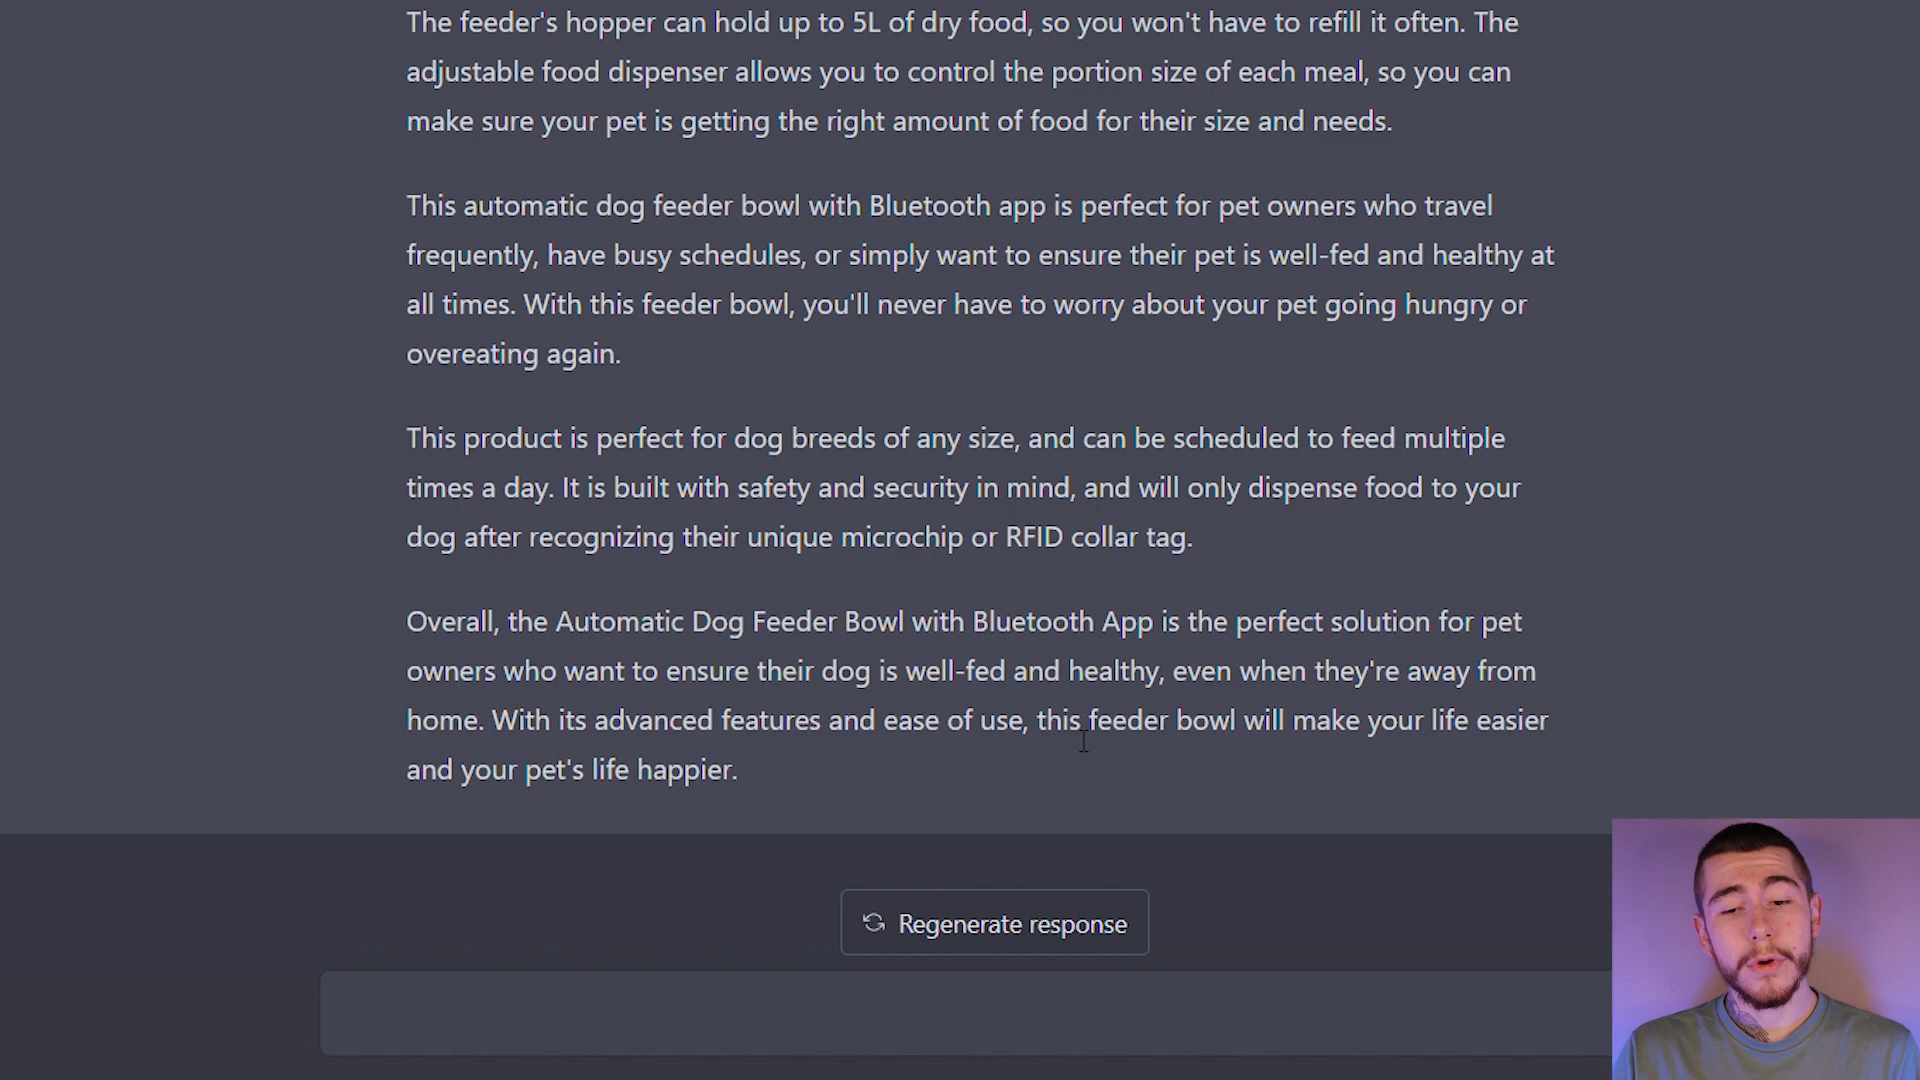 The feeder's hopper can hold up to 5L of dry food, so you won't have to refill it often. The
adjustable food dispenser allows you to control the portion size of each meal, so you can
make sure your pet is getting the right amount of food for their size and needs.
This automatic dog feeder bowl with Bluetooth app is perfect for pet owners who travel
frequently, have busy schedules, or simply want to ensure their pet is well-fed and healthy at
all times. With this feeder bowl, you'll never have to worry about your pet going hungry or
overeating again.
This product is perfect for dog breeds of any size, and can be scheduled to feed multiple
times a day. It is built with safety and security in mind, and will only dispense food to your
dog after recognizing their unique microchip or RFID collar tag.
Overall, the Automatic Dog Feeder Bowl with Bluetooth App is the perfect solution for pet
owners who want to ensure their dog is well-fed and healthy, even when they're away from
home. With its advanced features and ease of use, this feeder bowl will make your life easier
and your pet's life happier.
Regenerate response